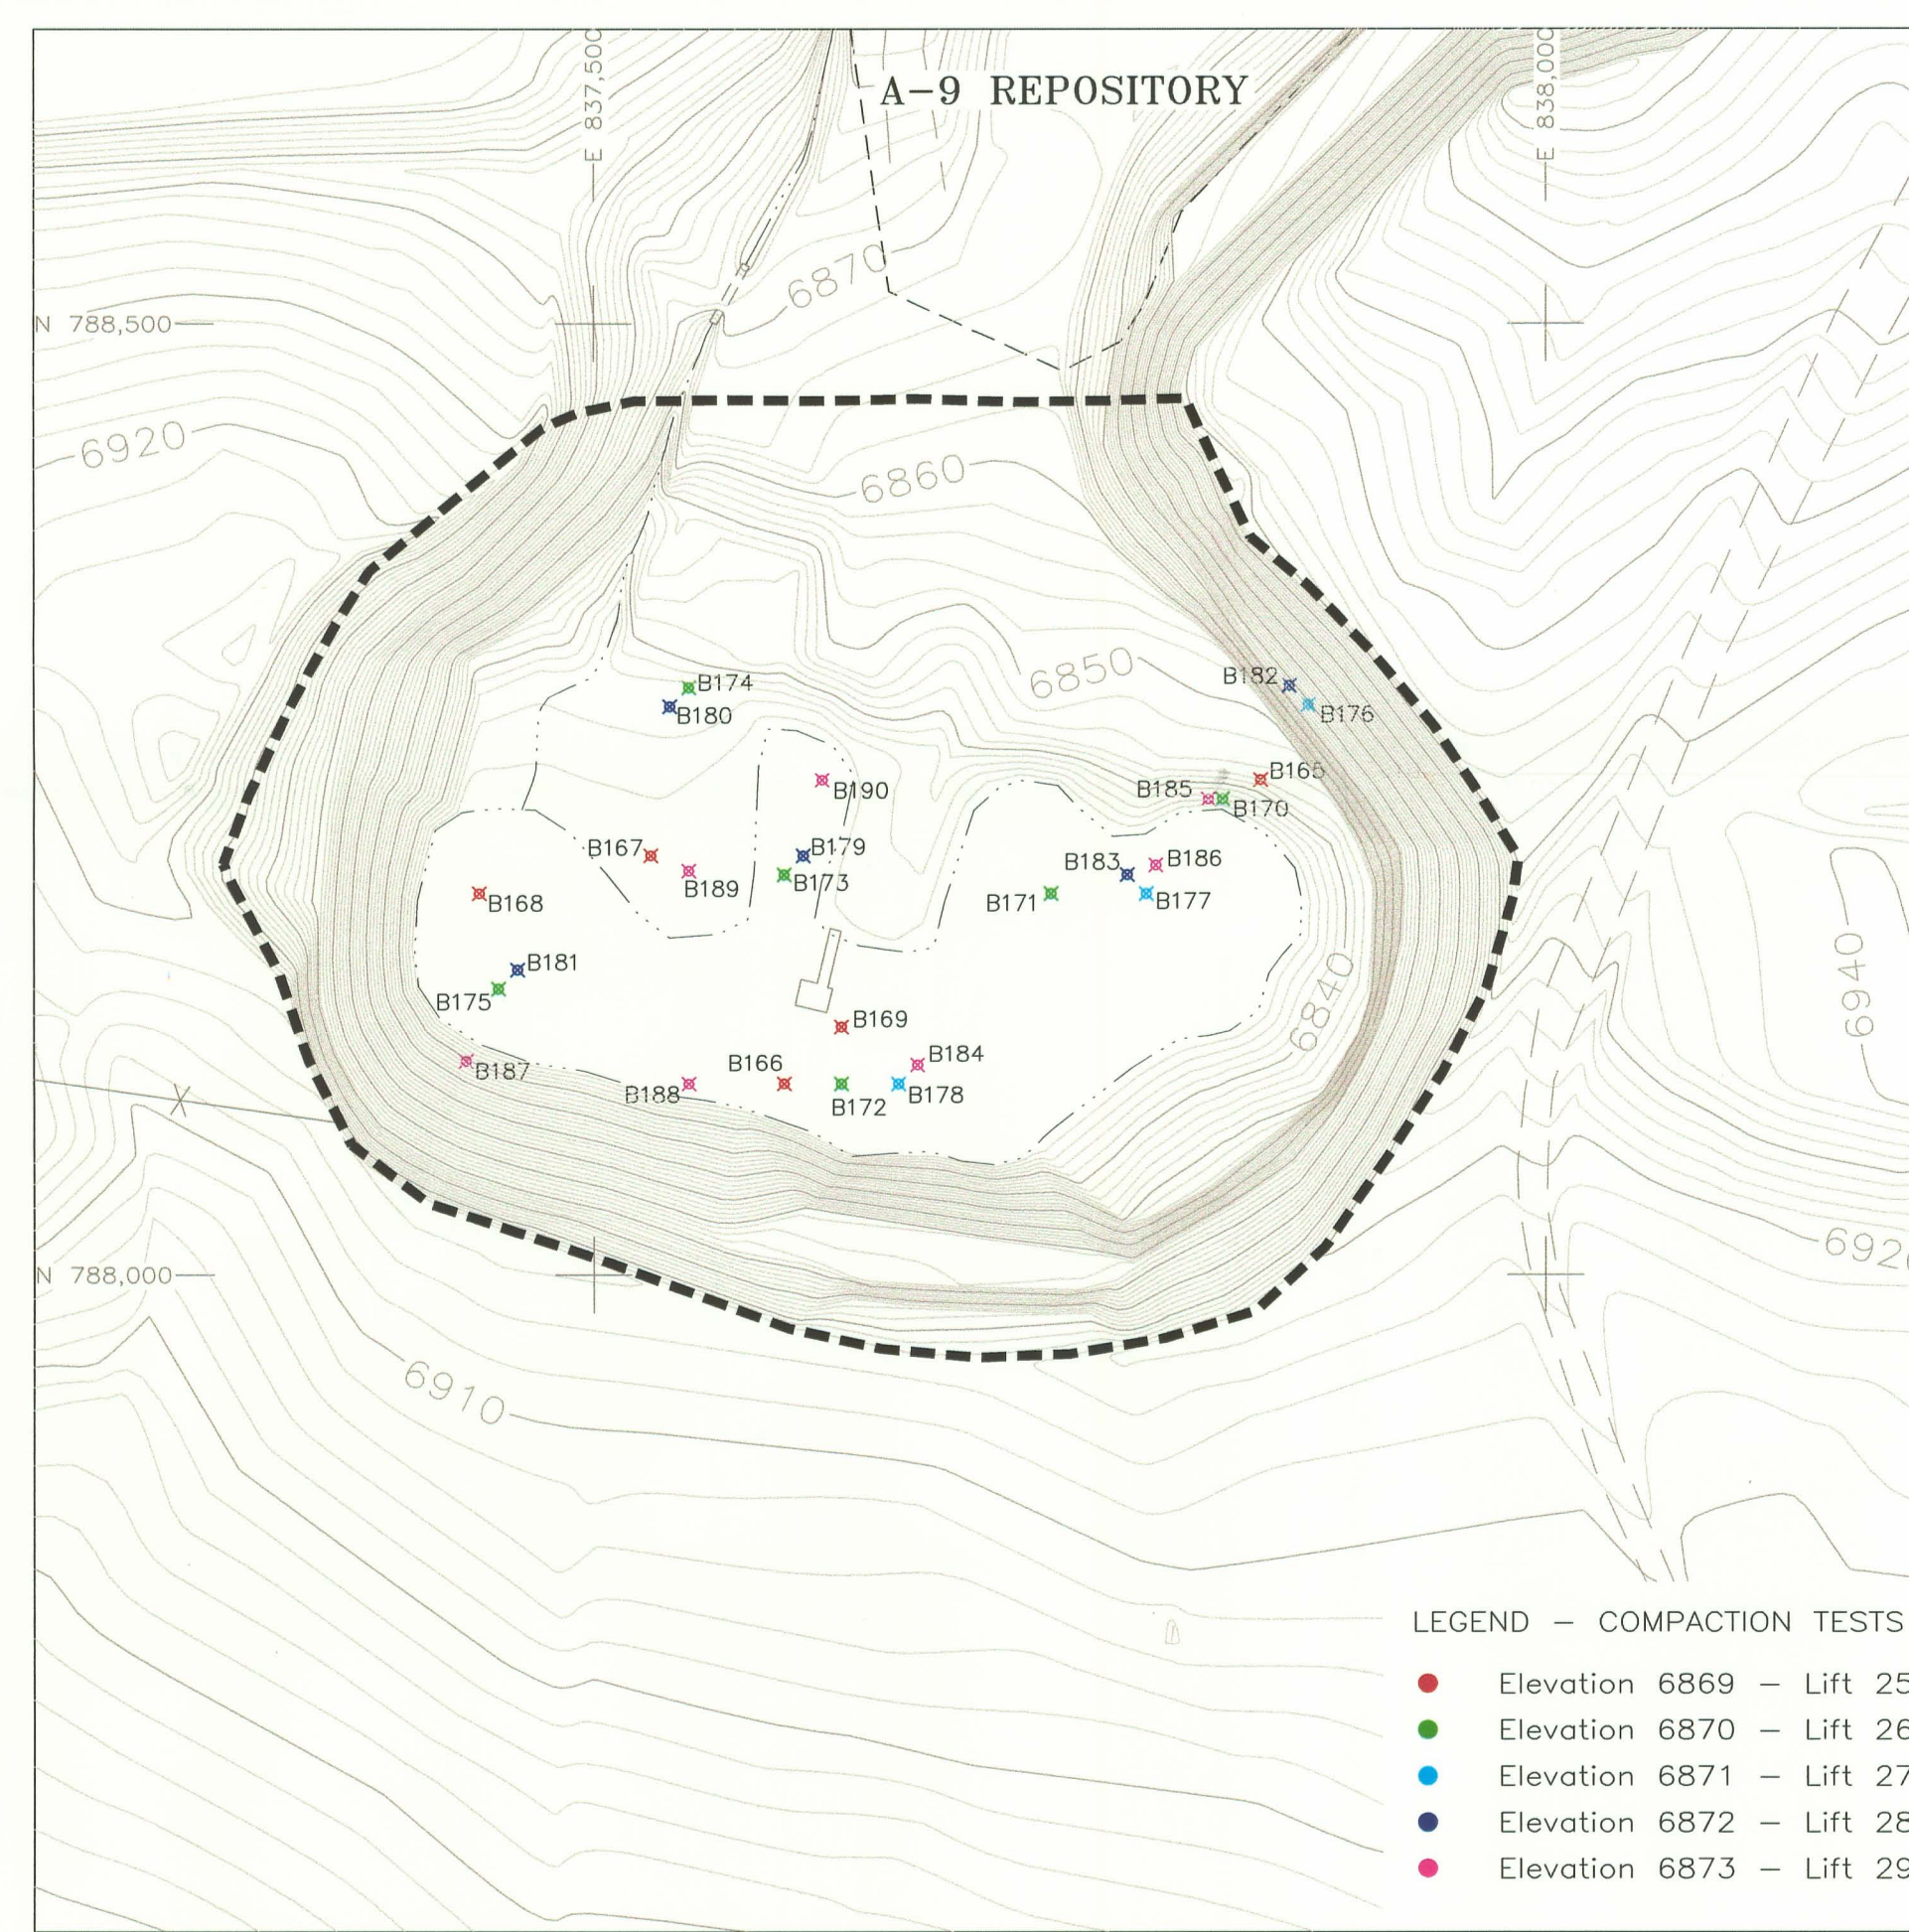 E 837,500
E 838,000
A-9 REPOSITORY
6870
N 788,500
6920
6860
6850
B174
B180
B182
B176
B190
B165
B185
B170
B167
B179
B189
B173
B183
B186
B168
B171
B177
B181
B175
6940
6840
B169
B187
B166
B184
B188
B172
B178
N 788,000
692
6910
LEGEND – COMPACTION TESTS
Elevation 6869 – Lift 25
Elevation 6870 – Lift 26
Elevation 6871 – Lift 27
Elevation 6872 – Lift 28
Elevation 6873 – Lift 29